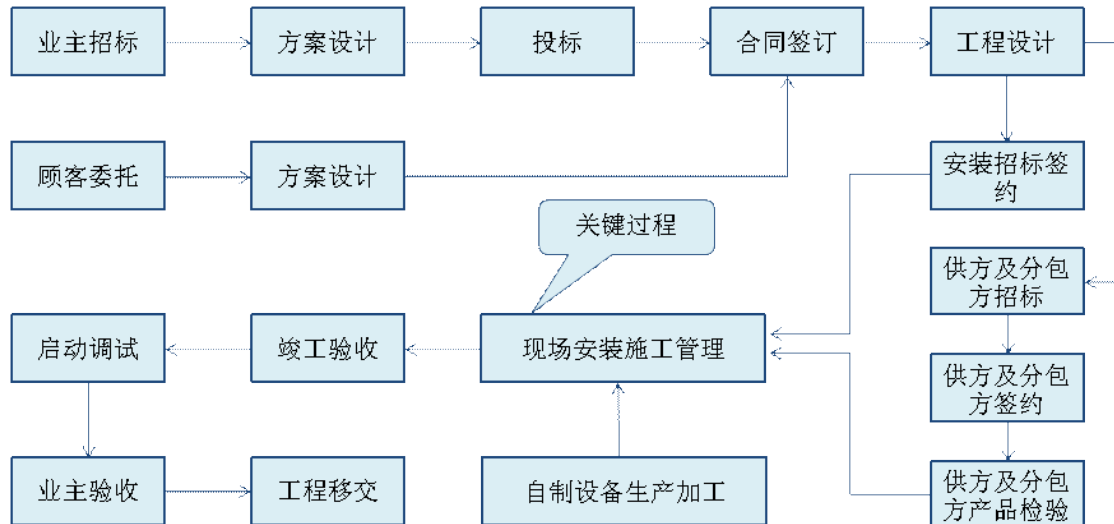 业主招标
方案设计
投标
合同签订
工程设计
顾客委托
方案设计
安装招标签
约
关键过程
供方及分包
方招标
启动调试
竣工验收
现场安装施工管理
供方及分包
方签约
业主验收
工程移交
自制设备生产加工
供方及分包
方产品检验